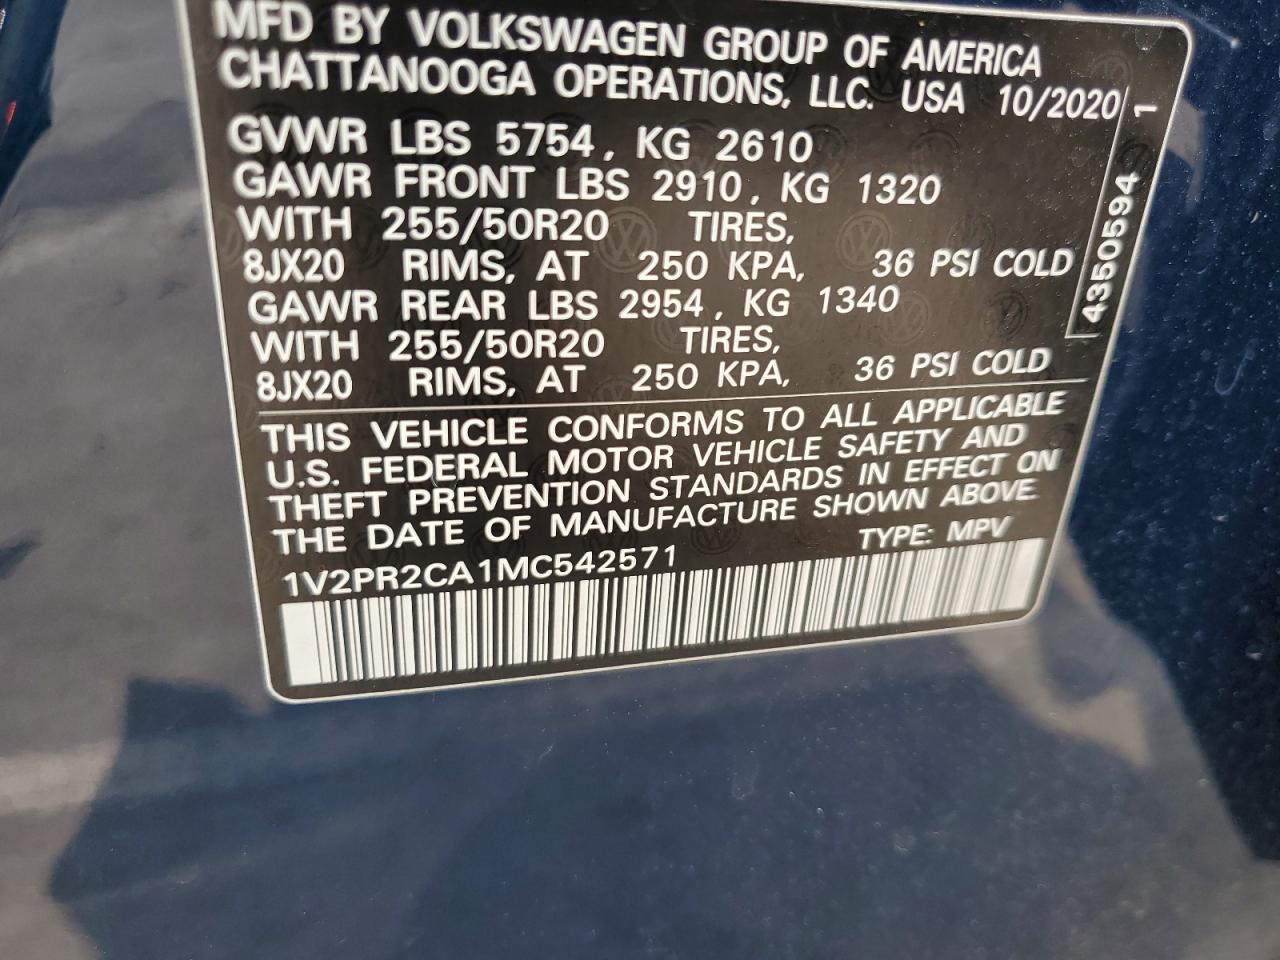 MFD BY VOLKSWAGEN GROUP OF AMERICA
CHATTANOOGA OPERATIONS, LLC. USA 10/2020
GVWR LBS 5754, KG 2610
GAWR FRONT LBS 2910, KG 1320
WITH 255/50R20 TIRES,
8JX20 RIMS, AT 250 KPA, 36 PSI COLD
GAWR REAR LBS 2954, KG 1340
WITH 255/50R20 TIRES,
8JX20 RIMS, AT 250 KPA, 36 PSI COLD
THIS VEHICLE CONFORMS TO ALL APPLICABLE
U.S. FEDERAL MOTOR VEHICLE SAFETY AND
THEFT PREVENTION STANDARDS IN EFFECT ON
THE DATE OF MANUFACTURE SHOWN ABOVE.
1V2PR2CA1MC542571 TYPE: MPV
4350594 1